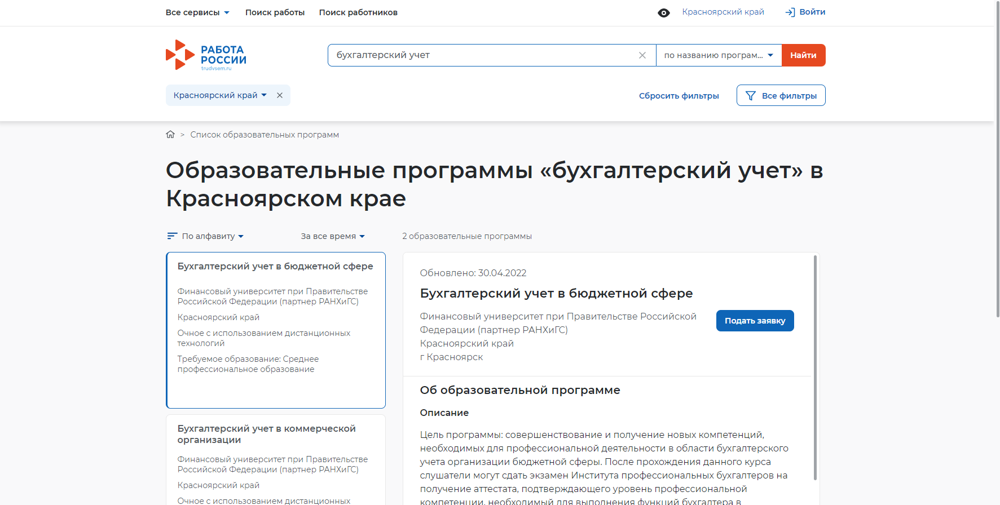 Все сервисы
Поиск работы
Поиск работников
Красноярский край
Войти
РАБОТА
РОССИИ
trudvsem.ru
бухгалтерский учет
по названию програм...
Найти
Красноярский край
Сбросить фильтры
Все фильтры
> Список образовательных программ
Образовательные программы «бухгалтерский учет» в
Красноярском крае
По алфавиту
За все время
2 образовательные программы
Бухгалтерский учет в бюджетной сфере
Финансовый университет при Правительстве
Российской Федерации (партнер РАНХиГС)
Красноярский край
Очное с использованием дистанционных
технологий
Требуемое образование: Среднее
профессиональное образование
Бухгалтерский учет в коммерческой
организации
Финансовый университет при Правительстве
Российской Федерации (партнер РАНХиГС)
Красноярский край
Очное с использованием дистанционных
Обновлено: 30.04.2022
Бухгалтерский учет в бюджетной сфере
Финансовый университет при Правительстве Российской
Федерации (партнер РАНХиГС)
Красноярский край
г Красноярск
Подать заявку
Об образовательной программе
Описание
Цель программы: совершенствование и получение новых компетенций,
необходимых для профессиональной деятельности в области бухгалтерского
учета организации бюджетной сферы. После прохождения данного курса
слушатели могут сдать экзамен Института профессиональных бухгалтеров на
получение аттестата, подтверждающего уровень профессиональной
компетенции, необходимый для выполнения функций бухгалтера в